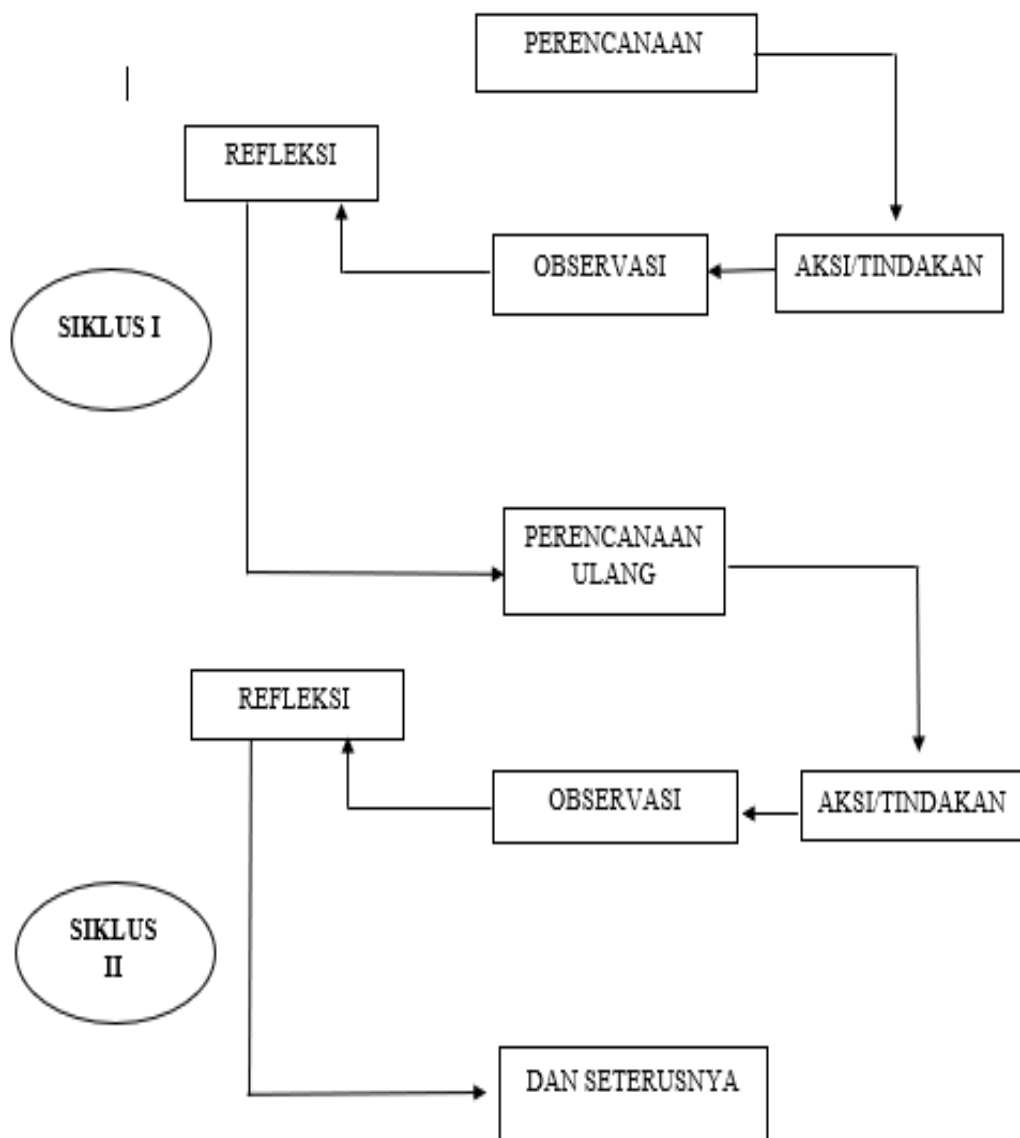 PERENCANAAN
REFLEKSI
OBSERVASI
AKSI/TINDAKAN
SIKLUS I
PERENCANAAN
ULANG
REFLEKSI
OBSERVASI
AKSI/TINDAKAN
SIKLUS
II
DAN SETERUSNYA